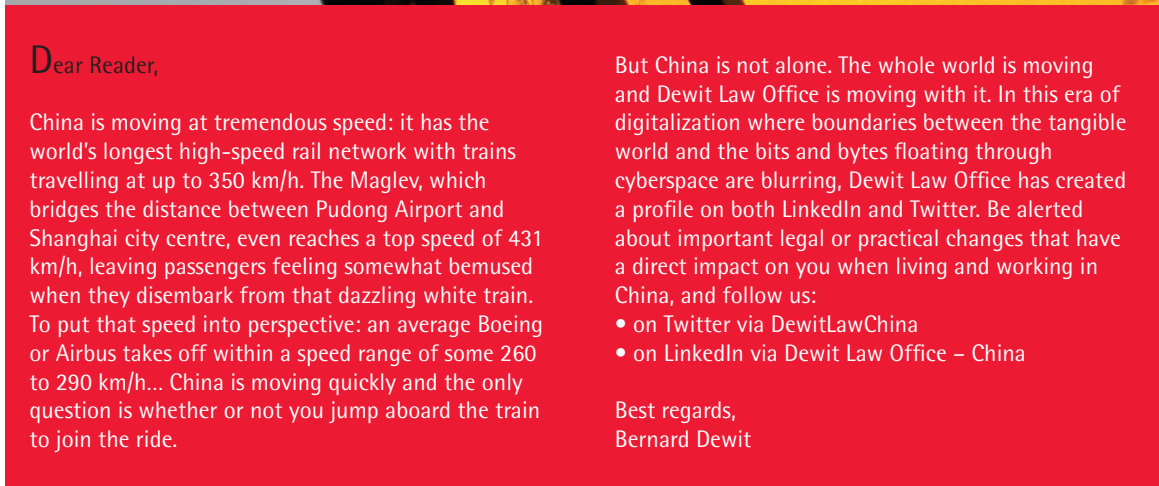 Dear Reader,
China is moving at tremendous speed: it has the
world's longest high-speed rail network with trains
travelling at up to 350 km/h. The Maglev, which
bridges the distance between Pudong Airport and
Shanghai city centre, even reaches a top speed of 431
km/h, leaving passengers feeling somewhat bemused
when they disembark from that dazzling white train.
To put that speed into perspective: an average Boeing
or Airbus takes off within a speed range of some 260
to 290 km/h... China is moving quickly and the only
question is whether or not you jump aboard the train
to join the ride.
But China is not alone. The whole world is moving
and Dewit Law Office is moving with it. In this era of
digitalization where boundaries between the tangible
world and the bits and bytes floating through
cyberspace are blurring, Dewit Law Office has created
a profile on both LinkedIn and Twitter. Be alerted
about important legal or practical changes that have
a direct impact on you when living and working in
China, and follow us:
• on Twitter via DewitLawChina
• on LinkedIn via Dewit Law Office – China
Best regards,
Bernard Dewit